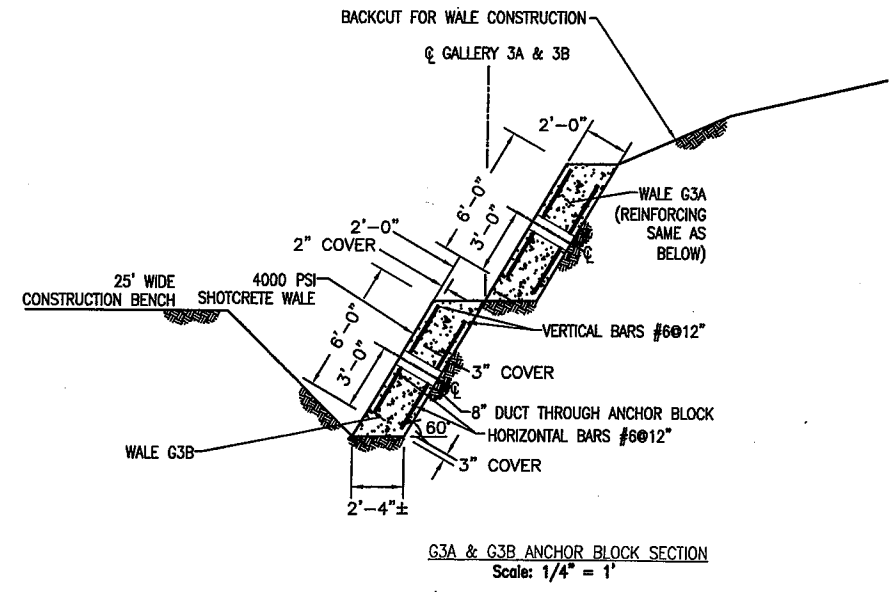 BACKCUT FOR WALE CONSTRUCTION
℄ GALLERY 3A & 3B
2'-0"
6'-0"
3'-0"
WALE G3A
(REINFORCING
SAME AS
BELOW)
℄
2'-0"
2" COVER
4000 PSI
SHOTCRETE WALE
25' WIDE
CONSTRUCTION BENCH
6'-0"
3'-0"
VERTICAL BARS #6@12"
3" COVER
℄
8" DUCT THROUGH ANCHOR BLOCK
HORIZONTAL BARS #6@12"
60°
3" COVER
WALE G3B
2'-4"±
G3A & G3B ANCHOR BLOCK SECTION
Scale: 1/4" = 1'